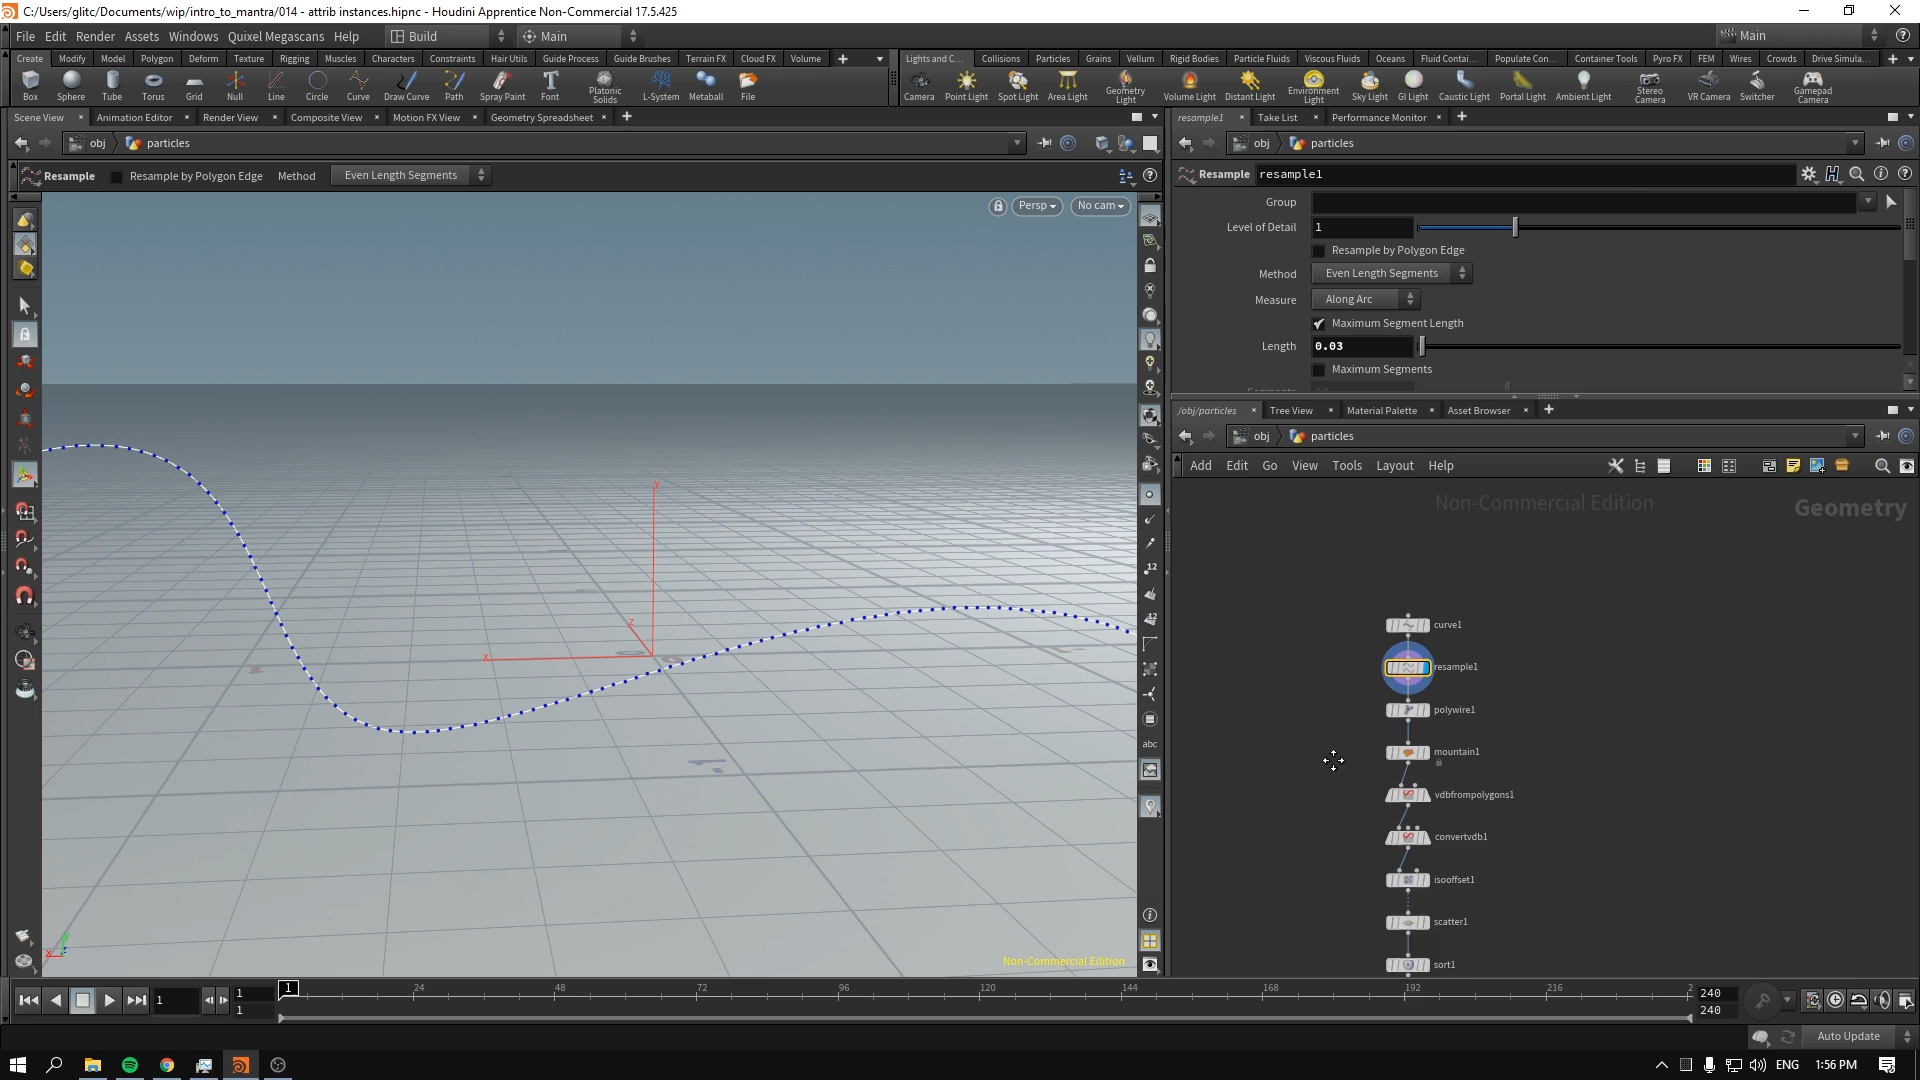 C:/Users/glitc/Documents/wip/intro_to_mantra/014 - attrib instances.hipnc - Houdini Apprentice Non-Commercial 17.5.425
File Edit Render Assets Windows Quixel Megascans Help Build Main Main
Create Modify Model Polygon Deform Texture Rigging Muscles Characters Constraints Hair Utils Guide Process Guide Brushes Terrain FX Cloud FX Volume
Lights and C... Collisions Particles Grains Vellum Rigid Bodies Particle Fluids Viscous Fluids Oceans Fluid Contai... Populate Con... Container Tools Pyro FX FEM Wires Crowds Drive Simula...
Box Sphere Tube Torus Grid Null Line Circle Curve Draw Curve Path Spray Paint Font Platonic Solids L-System Metaball File
Camera Point Light Spot Light Area Light Geometry Light Volume Light Distant Light Environment Light Sky Light GI Light Caustic Light Portal Light Ambient Light Stereo Camera VR Camera Switcher Gamepad Camera
Scene View Animation Editor Render View Composite View Motion FX View Geometry Spreadsheet
resample1 Take List Performance Monitor
obj particles
obj particles
Resample Resample by Polygon Edge Method Even Length Segments
Resample resample1
Persp No cam
Group
Level of Detail 1
Resample by Polygon Edge
Method Even Length Segments
Measure Along Arc
Maximum Segment Length
Length 0.03
Maximum Segments
/obj/particles Tree View Material Palette Asset Browser
obj particles
Add Edit Go View Tools Layout Help
Non-Commercial Edition
Geometry
y
z
x
curve1
resample1
polywire1
mountain1
vdbfrompolygons1
convertvdb1
isooffset1
scatter1
sort1
12
12
abc
Non-Commercial Edition
1 1 1 1 24 48 72 96 120 144 168 192 216 2 240 240
Auto Update
ENG 1:56 PM